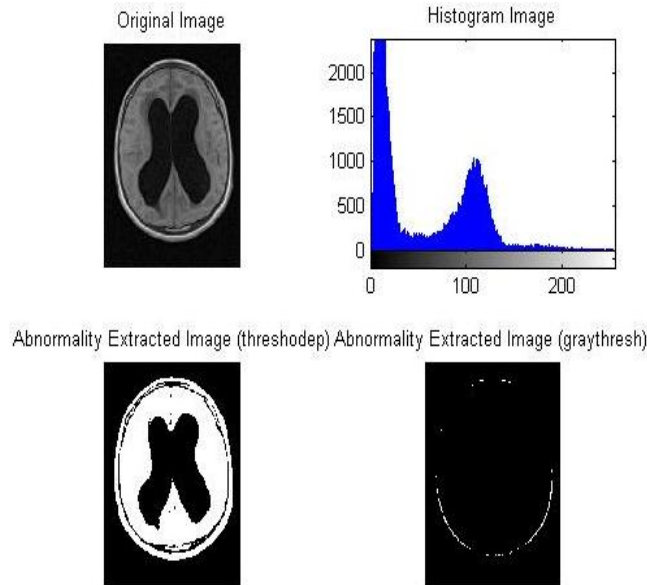 Original Image
Histogram Image
2000
1500
1000
500
0
0
100
200
Abnormality Extracted Image (threshodep)
Abnormality Extracted Image (graythresh)